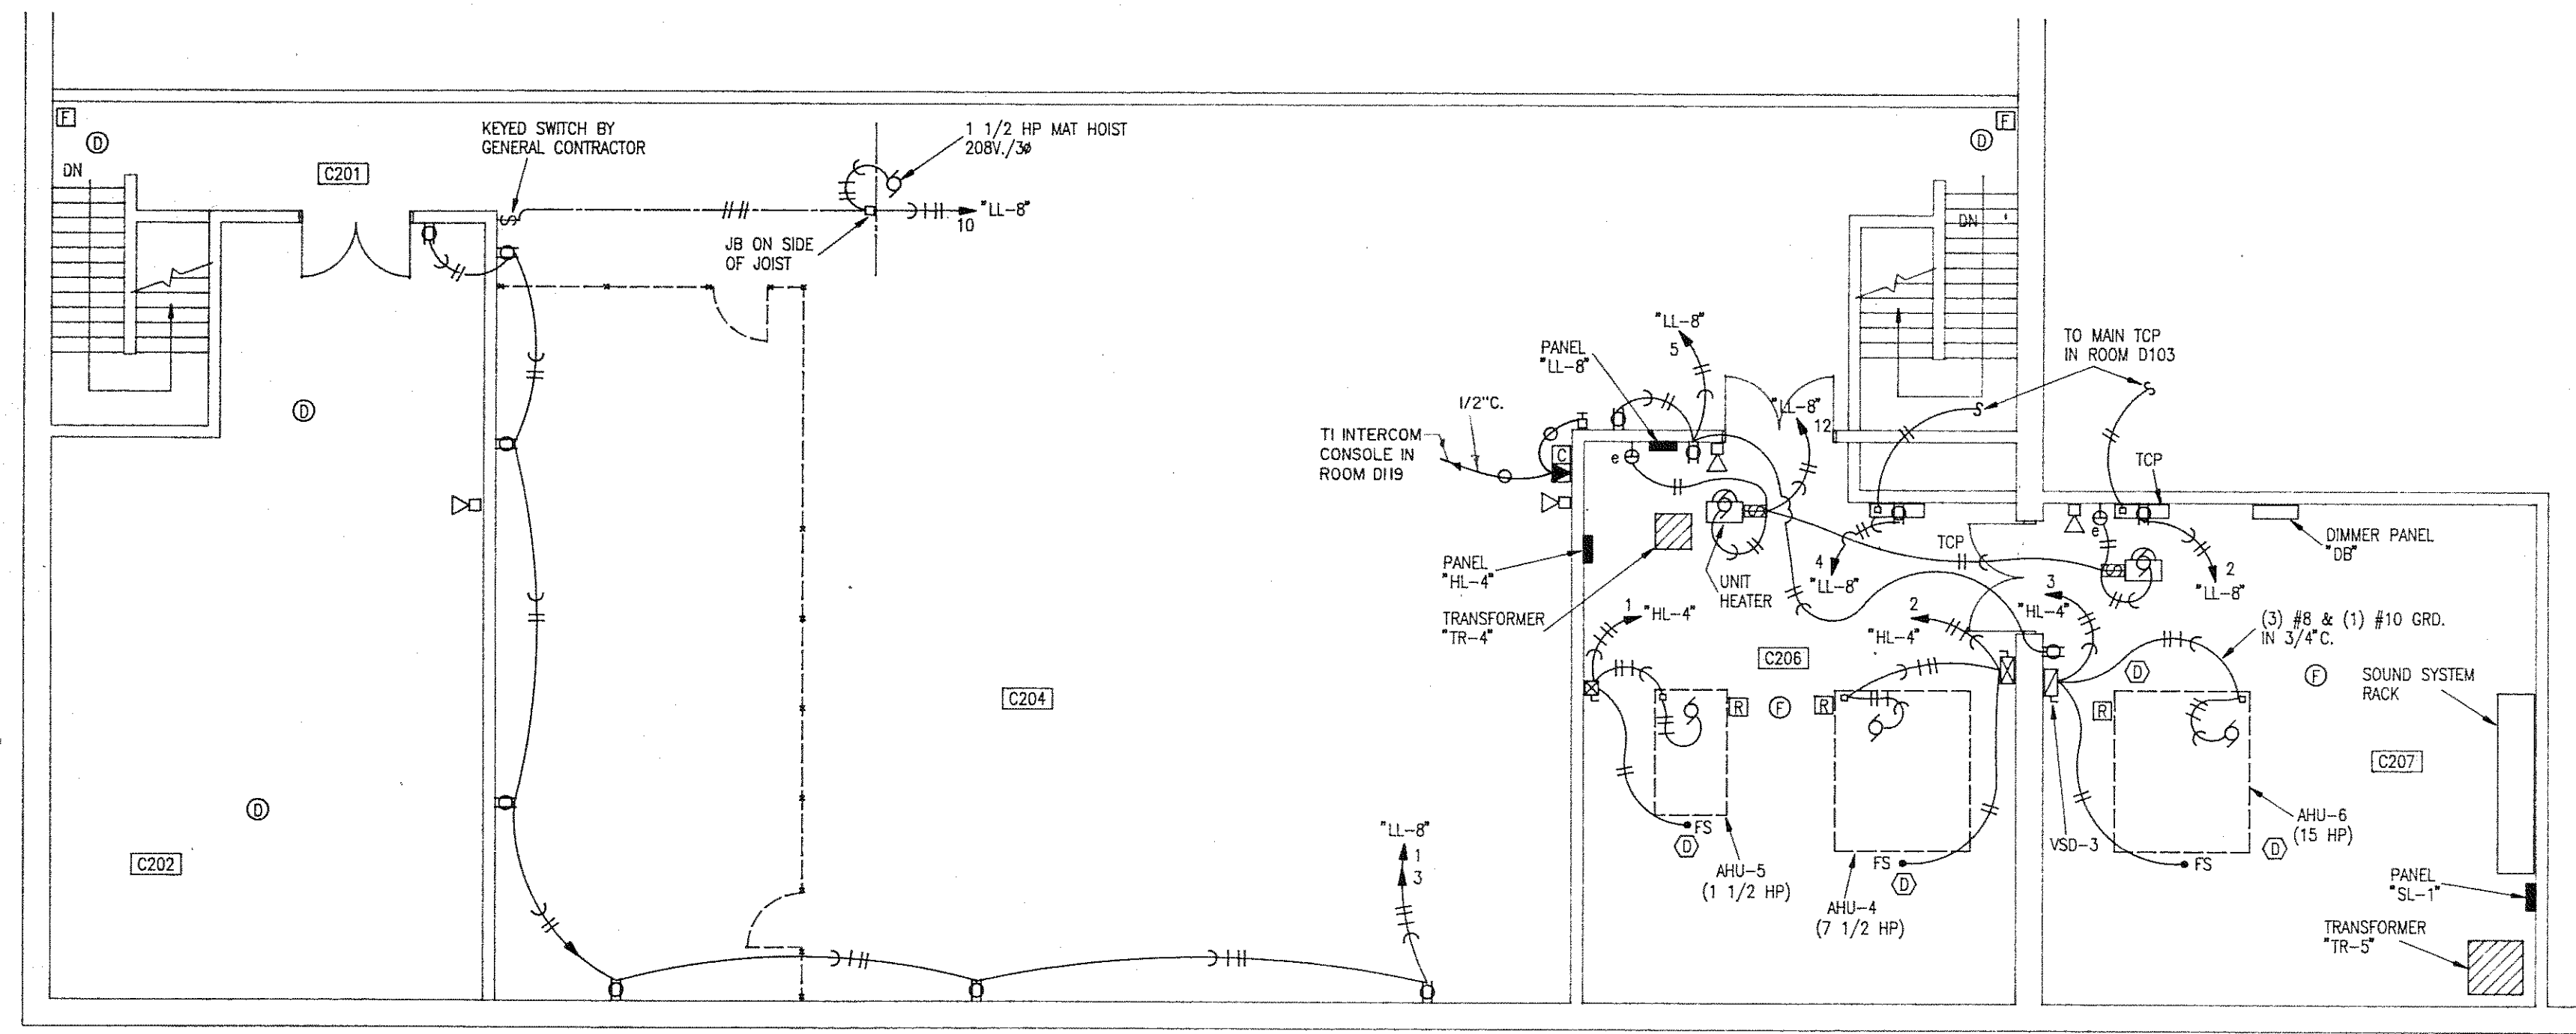 F
D
DN
C201
KEYED SWITCH BY
GENERAL CONTRACTOR
1 1/2 HP MAT HOIST
208V./3ø
"LL-8"
10
JB ON SIDE
OF JOIST
D
F
DN
D
D
C202
C204
"LL-8"
1
3
"LL-8"
5
PANEL
"LL-8"
1/2"C.
TI INTERCOM
CONSOLE IN
ROOM D119
C
e
"LL-8"
12
TO MAIN TCP
IN ROOM D103
TCP
e
DIMMER PANEL
"DB"
PANEL
"HL-4"
TRANSFORMER
"TR-4"
UNIT
HEATER
4
"LL-8"
TCP
2
"LL-8"
1
"HL-4"
2
"HL-4"
3
"HL-4"
(3) #8 & (1) #10 GRD.
IN 3/4"C.
C206
R
F
R
R
D
F
SOUND SYSTEM
RACK
C207
FS
D
AHU-5
(1 1/2 HP)
FS
D
AHU-4
(7 1/2 HP)
VSD-3
FS
D
AHU-6
(15 HP)
PANEL
"SL-1"
TRANSFORMER
"TR-5"